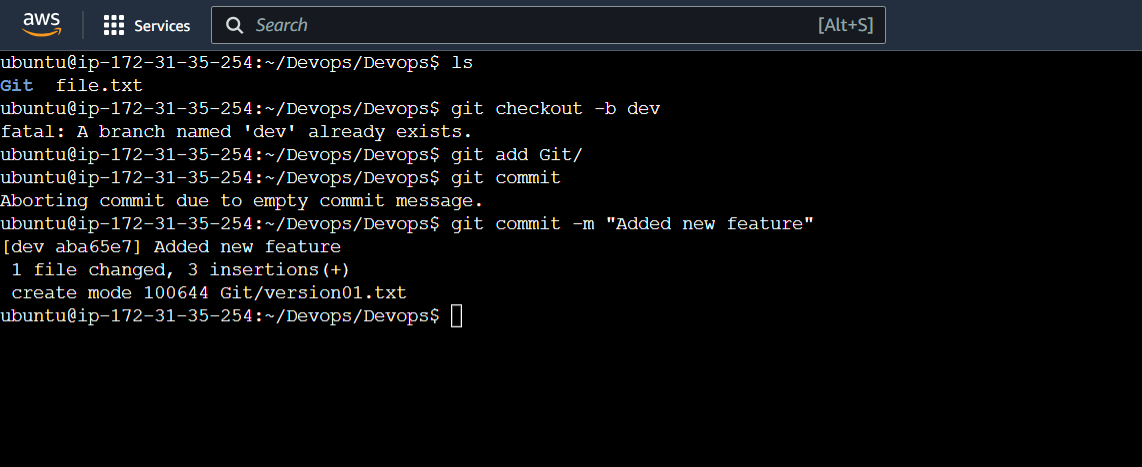 aws
Services
Search
[Alt+S]
ubuntu@ip-172-31-35-254:~/Devops/Devops$ ls
Git  file.txt
ubuntu@ip-172-31-35-254:~/Devops/Devops$ git checkout -b dev
fatal: A branch named 'dev' already exists.
ubuntu@ip-172-31-35-254:~/Devops/Devops$ git add Git/
ubuntu@ip-172-31-35-254:~/Devops/Devops$ git commit
Aborting commit due to empty commit message.
ubuntu@ip-172-31-35-254:~/Devops/Devops$ git commit -m "Added new feature"
[dev aba65e7] Added new feature
 1 file changed, 3 insertions(+)
 create mode 100644 Git/version01.txt
ubuntu@ip-172-31-35-254:~/Devops/Devops$